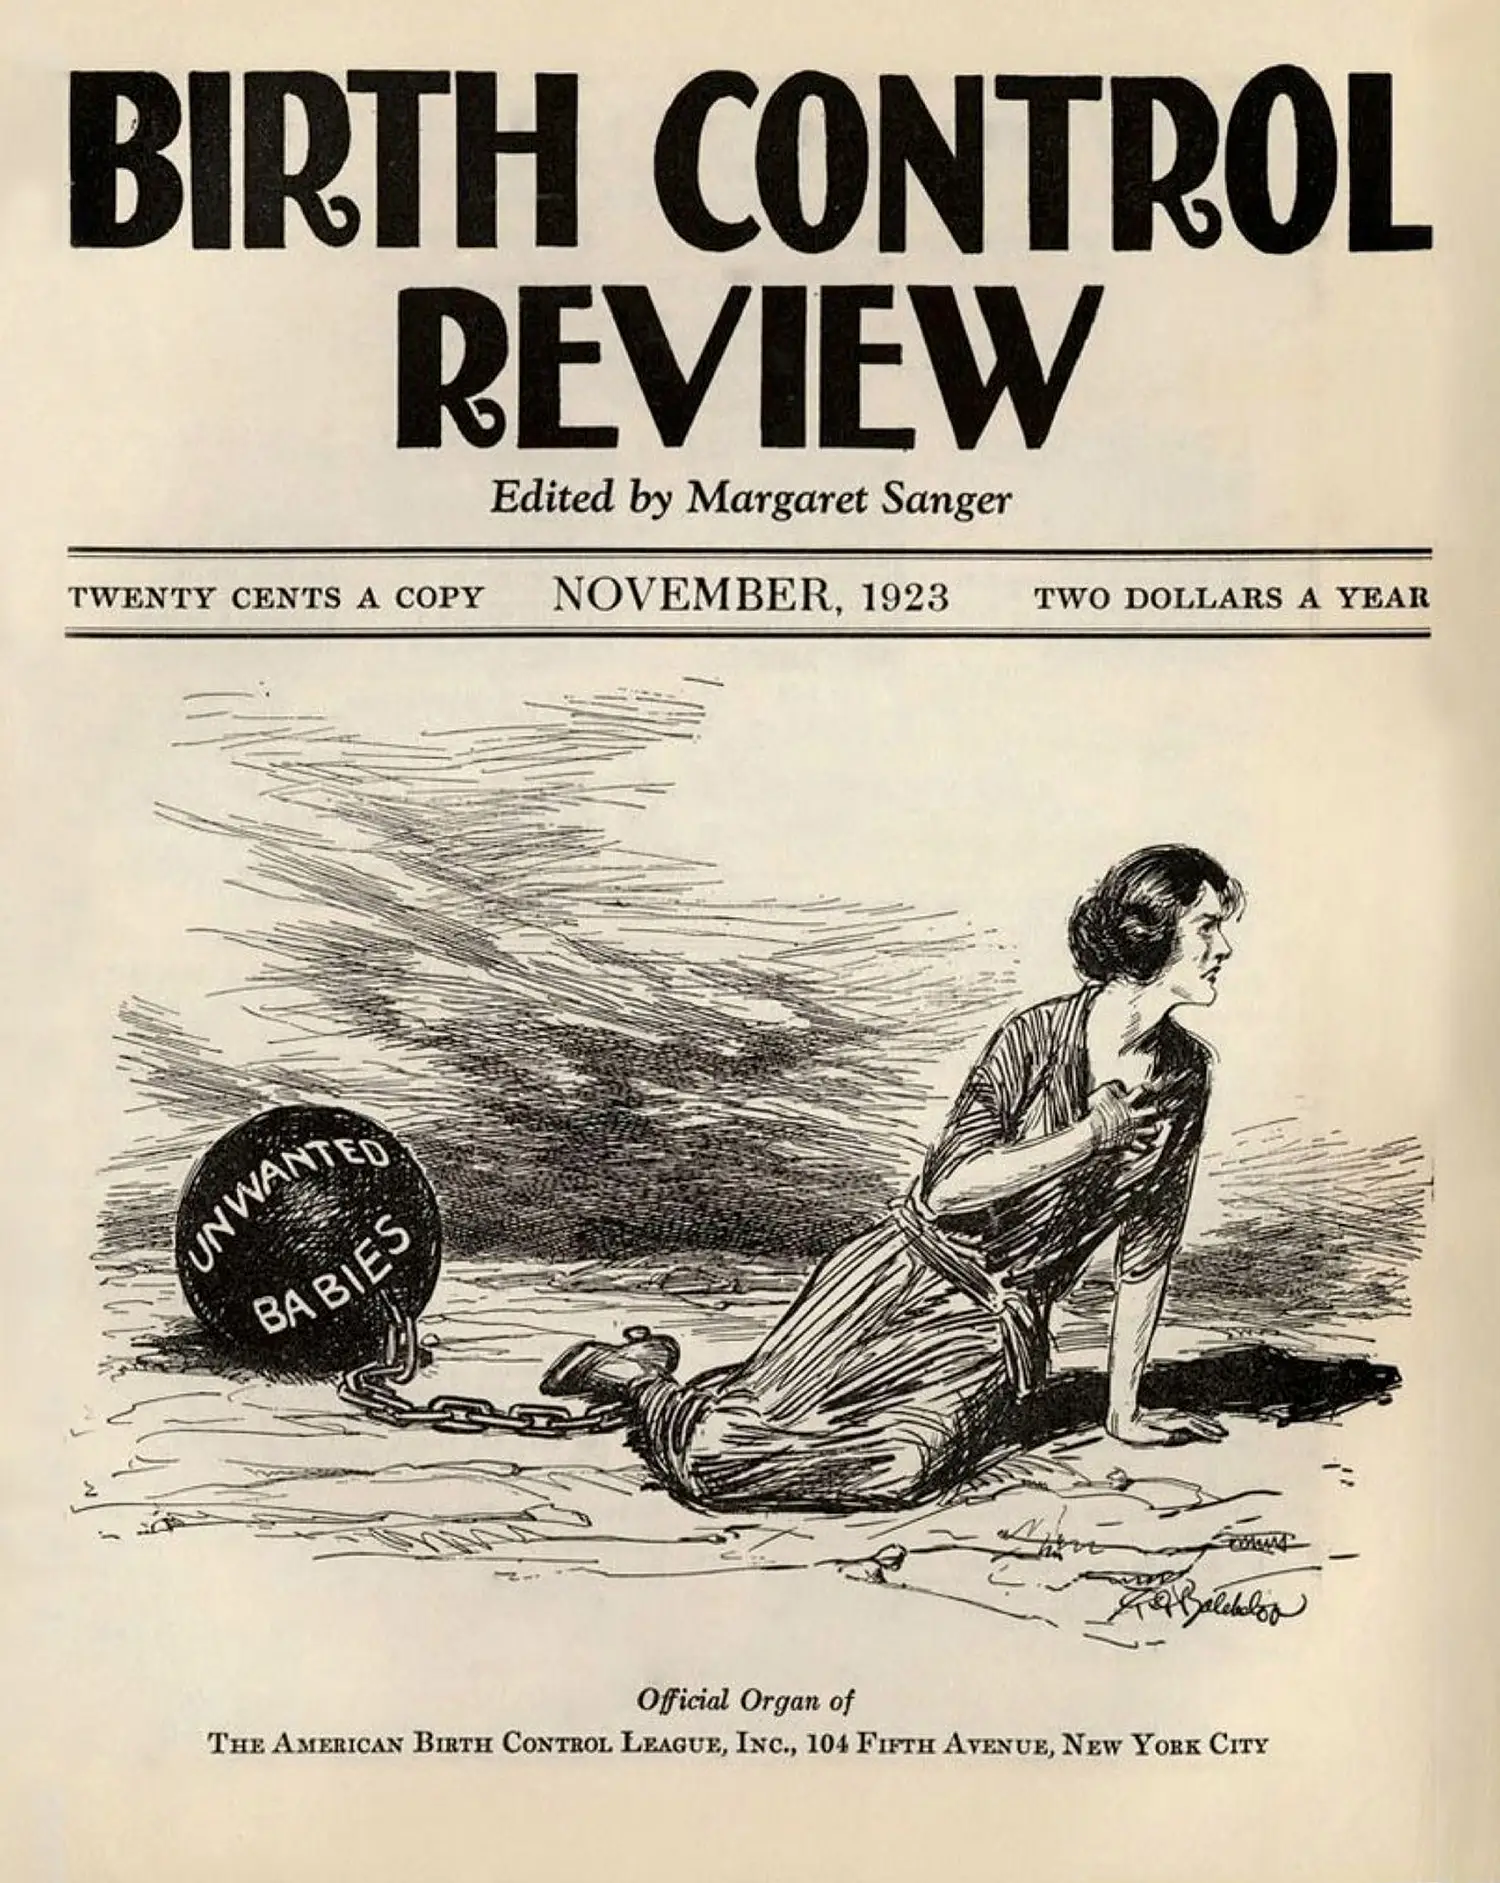 BIRTH CONTROL
REVIEW
Edited by Margaret Sanger
TWENTY CENTS A COPY NOVEMBER, 1923 TWO DOLLARS A YEAR
UNWANTED
BABIES
Official Organ of
THE AMERICAN BIRTH CONTROL LEAGUE, INC., 104 FIFTH AVENUE, NEW YORK CITY